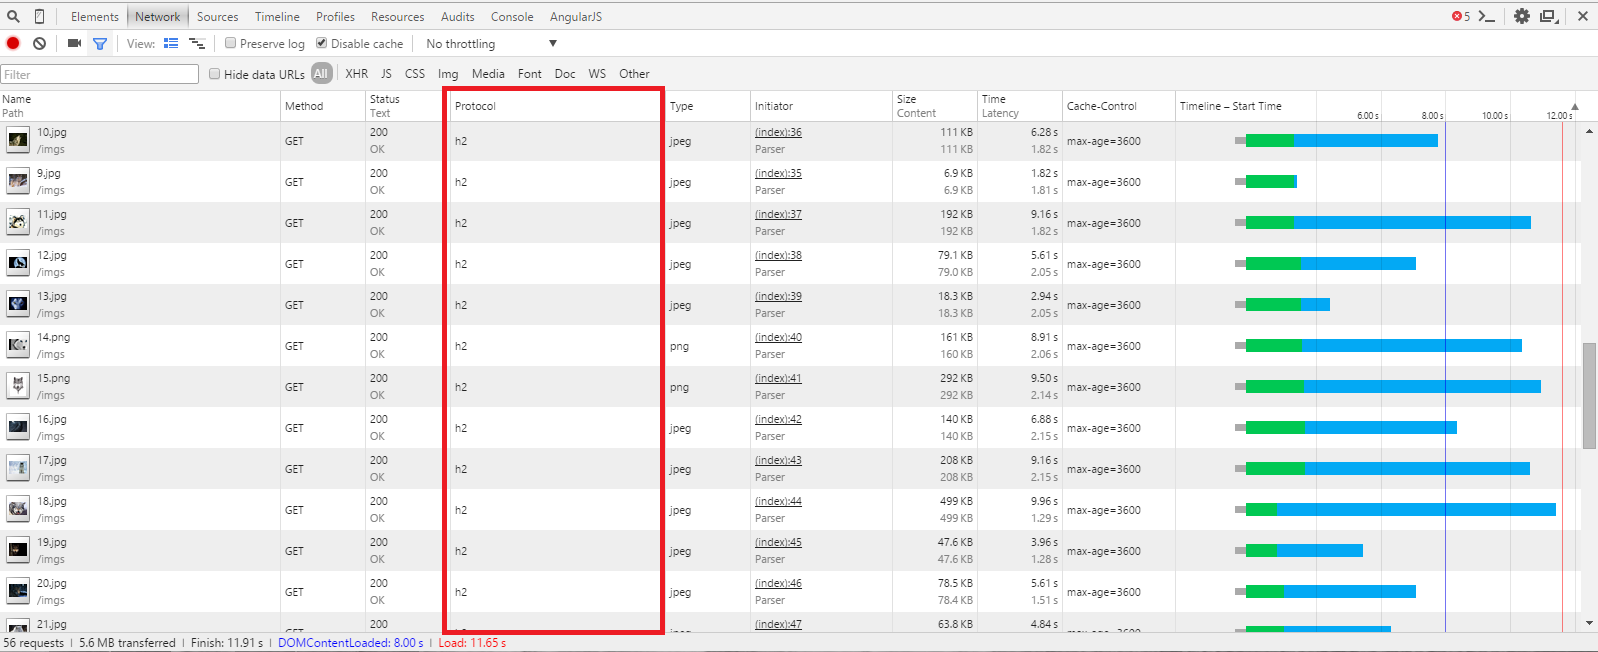 Elements Network Sources Timeline Profiles Resources Audits Console AngularJS 5
View: Preserve log Disable cache No throttling
Filter Hide data URLs All XHR JS CSS Img Media Font Doc WS Other
Name Method Status Protocol Type Initiator Size Time Cache-Control Timeline – Start Time
Path Text Content Latency 6.00 s 8.00 s 10.00 s 12.00 s
10.jpg 200 (index):36 111 KB 6.28 s
GET h2 jpeg max-age=3600
/imgs OK Parser 111 KB 1.82 s
9.jpg 200 (index):35 6.9 KB 1.82 s
GET h2 jpeg max-age=3600
/imgs OK Parser 6.9 KB 1.81 s
11.jpg 200 (index):37 192 KB 9.16 s
GET h2 jpeg max-age=3600
/imgs OK Parser 192 KB 1.82 s
12.jpg 200 (index):38 79.1 KB 5.61 s
GET h2 jpeg max-age=3600
/imgs OK Parser 79.0 KB 2.05 s
13.jpg 200 (index):39 18.3 KB 2.94 s
GET h2 jpeg max-age=3600
/imgs OK Parser 18.3 KB 2.05 s
14.png 200 (index):40 161 KB 8.91 s
GET h2 png max-age=3600
/imgs OK Parser 160 KB 2.06 s
15.png 200 (index):41 292 KB 9.50 s
GET h2 png max-age=3600
/imgs OK Parser 292 KB 2.14 s
16.jpg 200 (index):42 140 KB 6.88 s
GET h2 jpeg max-age=3600
/imgs OK Parser 140 KB 2.15 s
17.jpg 200 (index):43 208 KB 9.16 s
GET h2 jpeg max-age=3600
/imgs OK Parser 208 KB 2.15 s
18.jpg 200 (index):44 499 KB 9.96 s
GET h2 jpeg max-age=3600
/imgs OK Parser 499 KB 1.29 s
19.jpg 200 (index):45 47.6 KB 3.96 s
GET h2 jpeg max-age=3600
/imgs OK Parser 47.6 KB 1.28 s
20.jpg 200 (index):46 78.5 KB 5.61 s
GET h2 jpeg max-age=3600
/imgs OK Parser 78.4 KB 1.51 s
21.jpg 200 (index):47 63.8 KB 4.84 s
56 requests | 5.6 MB transferred | Finish: 11.91 s | DOMContentLoaded: 8.00 s | Load: 11.65 s